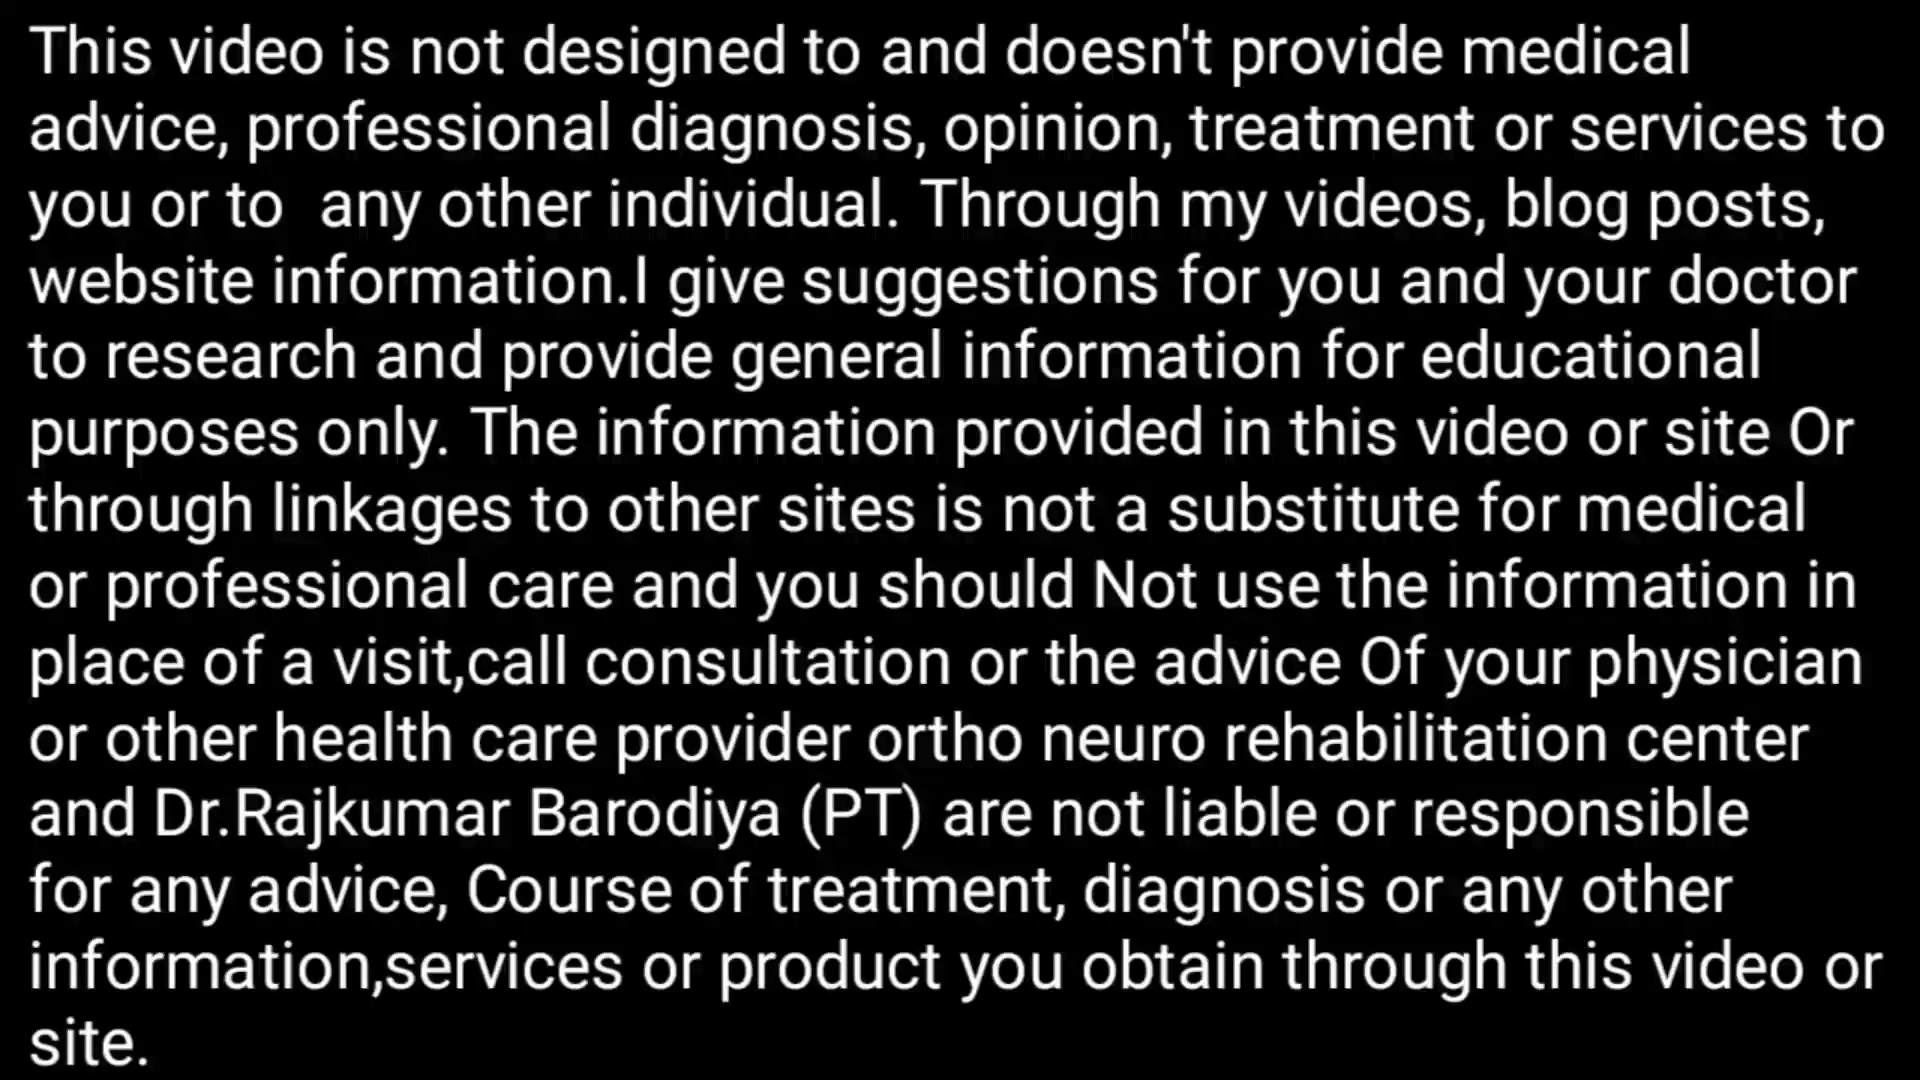 This video is not designed to and doesn't provide medical
advice, professional diagnosis, opinion, treatment or services to
you or to  any other individual. Through my videos, blog posts,
website information.I give suggestions for you and your doctor
to research and provide general information for educational
purposes only. The information provided in this video or site Or
through linkages to other sites is not a substitute for medical
or professional care and you should Not use the information in
place of a visit,call consultation or the advice Of your physician
or other health care provider ortho neuro rehabilitation center
and Dr.Rajkumar Barodiya (PT) are not liable or responsible
for any advice, Course of treatment, diagnosis or any other
information,services or product you obtain through this video or
site.